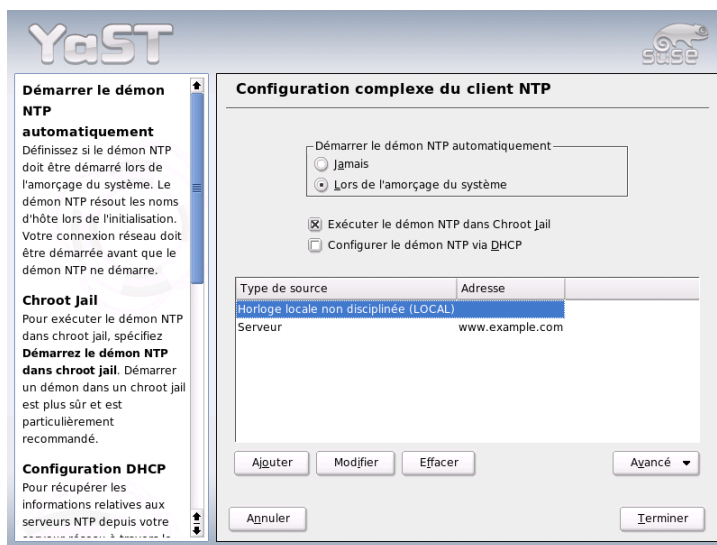 YaST
SUSE
Démarrer le démon
NTP
automatiquement
Définissez si le démon NTP
doit être démarré lors de
l'amorçage du système. Le
démon NTP résout les noms
d'hôte lors de l'initialisation.
Votre connexion réseau doit
être démarrée avant que le
démon NTP ne démarre.
Chroot Jail
Pour exécuter le démon NTP
dans chroot jail, spécifiez
Démarrez le démon NTP
dans chroot jail. Démarrer
un démon dans un chroot jail
est plus sûr et est
particulièrement
recommandé.
Configuration DHCP
Pour récupérer les
informations relatives aux
serveurs NTP depuis votre
Configuration complexe du client NTP
Démarrer le démon NTP automatiquement
Jamais
Lors de l'amorçage du système
Exécuter le démon NTP dans Chroot Jail
Configurer le démon NTP via DHCP
Type de source Adresse
Horloge locale non disciplinée (LOCAL)
Serveur www.example.com
Ajouter Modifier Effacer Avancé
Annuler Terminer